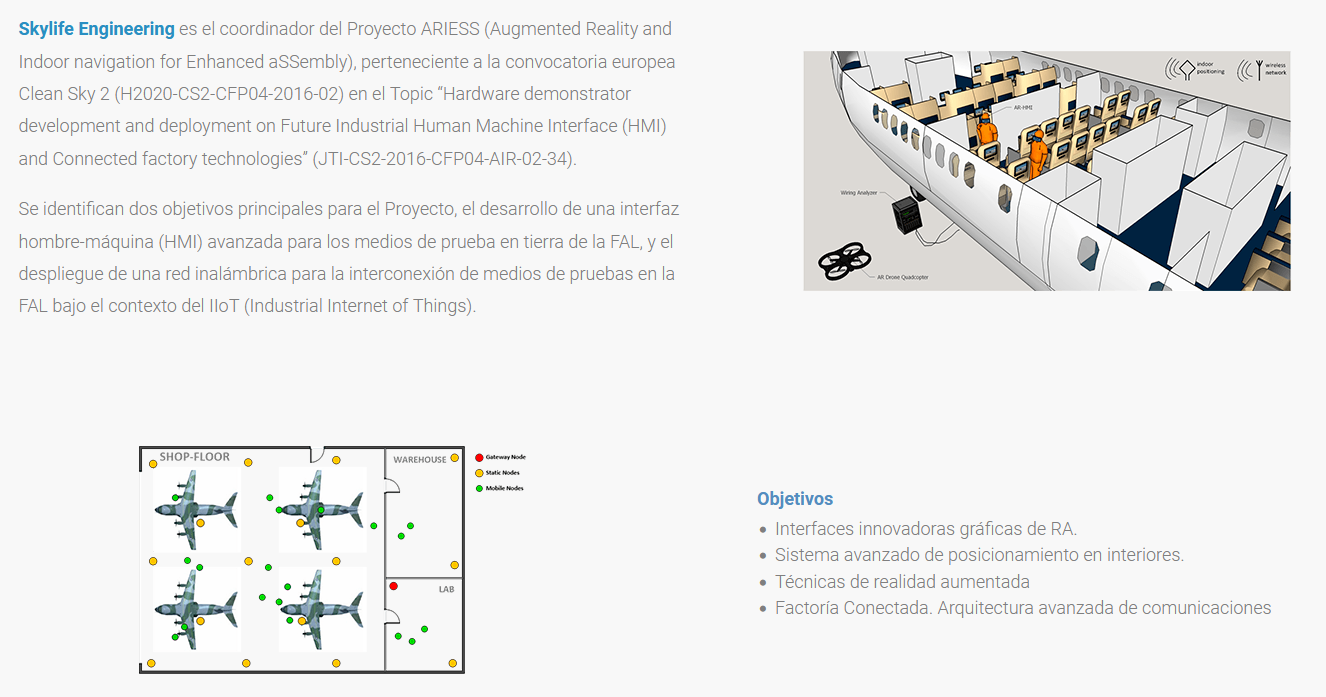 Skylife Engineering es el coordinador del Proyecto ARIESS (Augmented Reality and
Indoor navigation for Enhanced aSSembly), perteneciente a la convocatoria europea
Clean Sky 2 (H2020-CS2-CFP04-2016-02) en el Topic “Hardware demonstrator
development and deployment on Future Industrial Human Machine Interface (HMI)
and Connected factory technologies” (JTI-CS2-2016-CFP04-AIR-02-34).
Se identifican dos objetivos principales para el Proyecto, el desarrollo de una interfaz
hombre-máquina (HMI) avanzada para los medios de prueba en tierra de la FAL, y el
despliegue de una red inalámbrica para la interconexión de medios de pruebas en la
FAL bajo el contexto del IIoT (Industrial Internet of Things).
indoor
positioning
wireless
network
AR-HMI
Wiring Analyzer
AR Drone Quadcopter
SHOP-FLOOR
WAREHOUSE
LAB
Gateway Node
Static Nodes
Mobile Nodes
Objetivos
• Interfaces innovadoras gráficas de RA.
• Sistema avanzado de posicionamiento en interiores.
• Técnicas de realidad aumentada
• Factoría Conectada. Arquitectura avanzada de comunicaciones